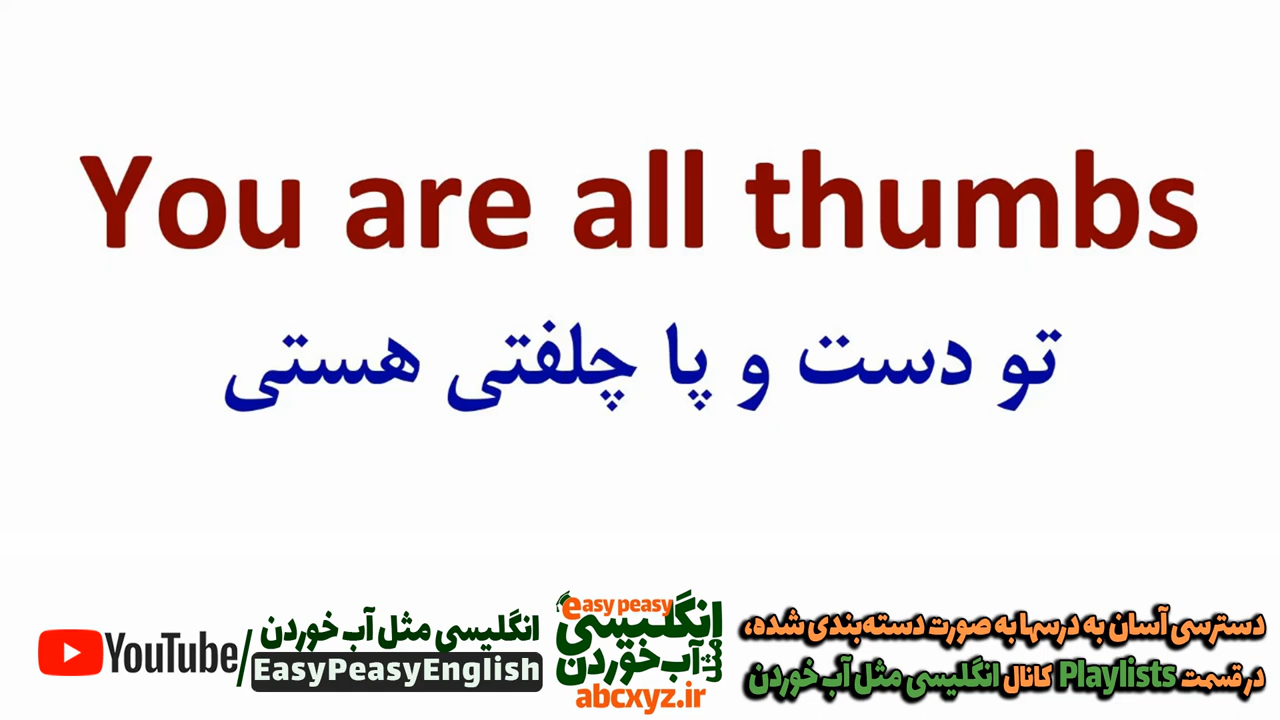 You are all thumbs
تو دست و پا چلفتی هستی
YouTube/
انگلیسی مثل آب خوردن
EasyPeasyEnglish
easy peasy
انگلیسی
مثل
آب خوردن
abcxyz.ir
دسترسی آسان به درسها به صورت دسته‌بندی شده،
در قسمت Playlists کانال انگلیسی مثل آب خوردن